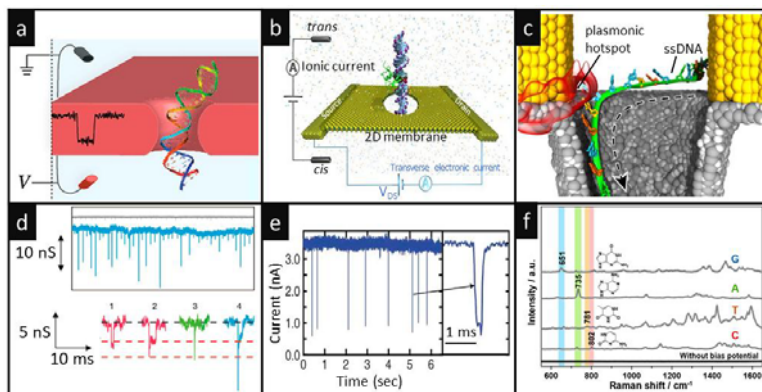 a
V
b
trans
A
Ionic current
Source
Drain
2D membrane
cis
Transverse electronic current
V_DS
A
c
plasmonic
hotspot
ssDNA
d
10 nS
1 2 3 4
5 nS
10 ms
e
Current (nA)
3.0
2.0
1.0
0.0
0 1 2 3 4 5 6
Time (sec)
1 ms
f
Intensity / a.u.
651
G
735
A
781
T
802
C
Without bias potential
600 800 1000 1200 1400 1600
Raman shift / cm⁻¹